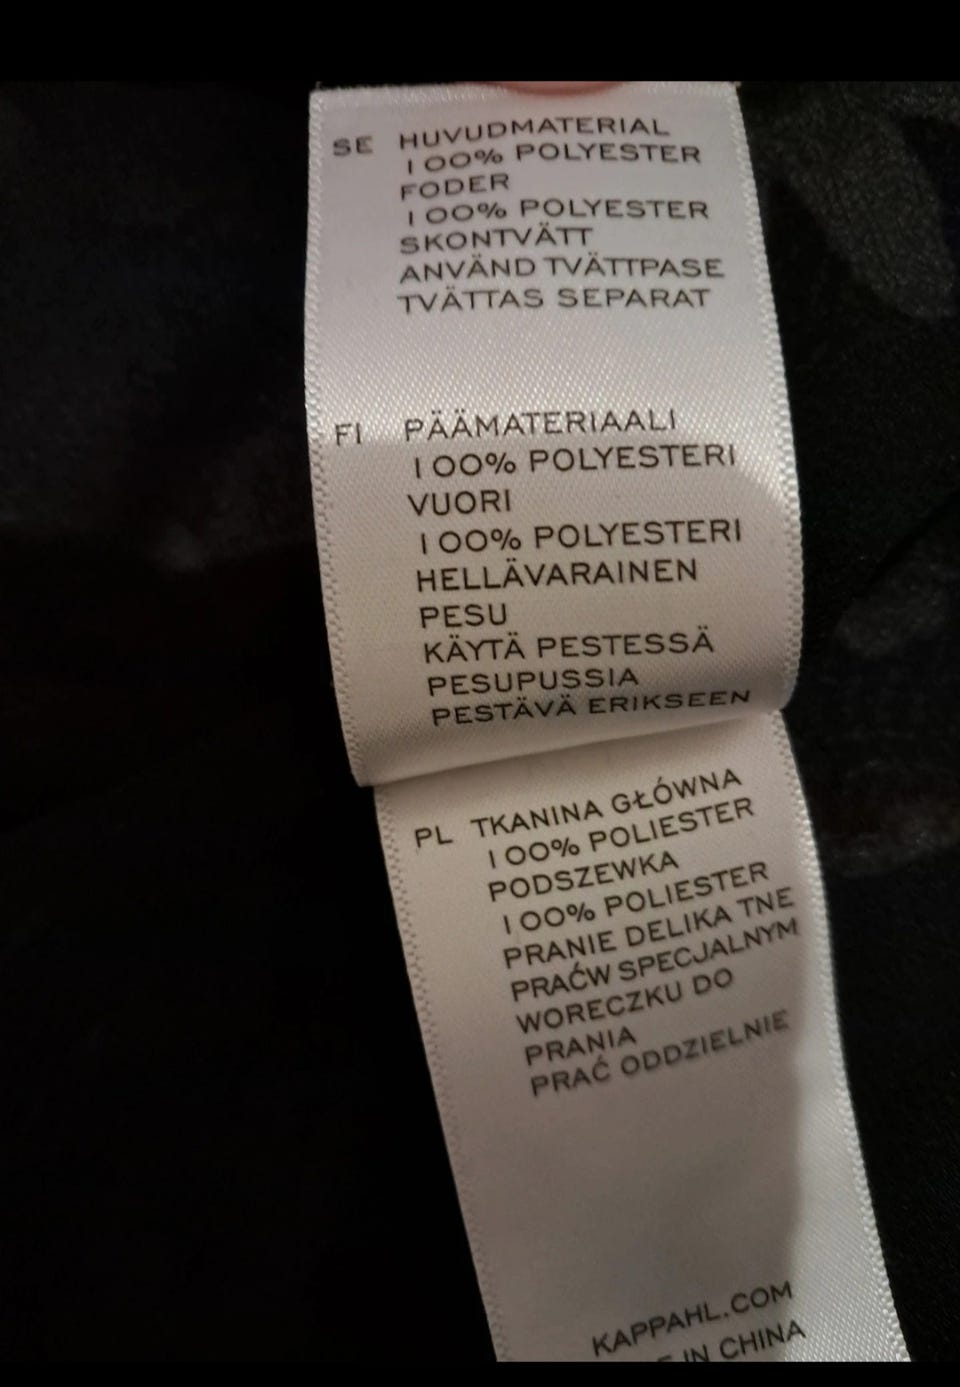 SE HUVUDMATERIAL
100% POLYESTER
FODER
100% POLYESTER
SKONTVÄTT
ANVÄND TVÄTTPASE
TVÄTTAS SEPARAT
FI PÄÄMATERIAALI
100% POLYESTERI
VUORI
100% POLYESTERI
HELLÄVARAINEN
PESU
KÄYTÄ PESTESSÄ
PESUPUSSIA
PESTÄVÄ ERIKSEEN
PL TKANINA GŁÓWNA
100% POLIESTER
PODSZEWKA
100% POLIESTER
PRANIE DELIKA TNE
PRAĆW SPECJALNYM
WORECZKU DO
PRANIA
PRAĆ ODDZIELNIE
KAPPAHL.COM
IN CHINA